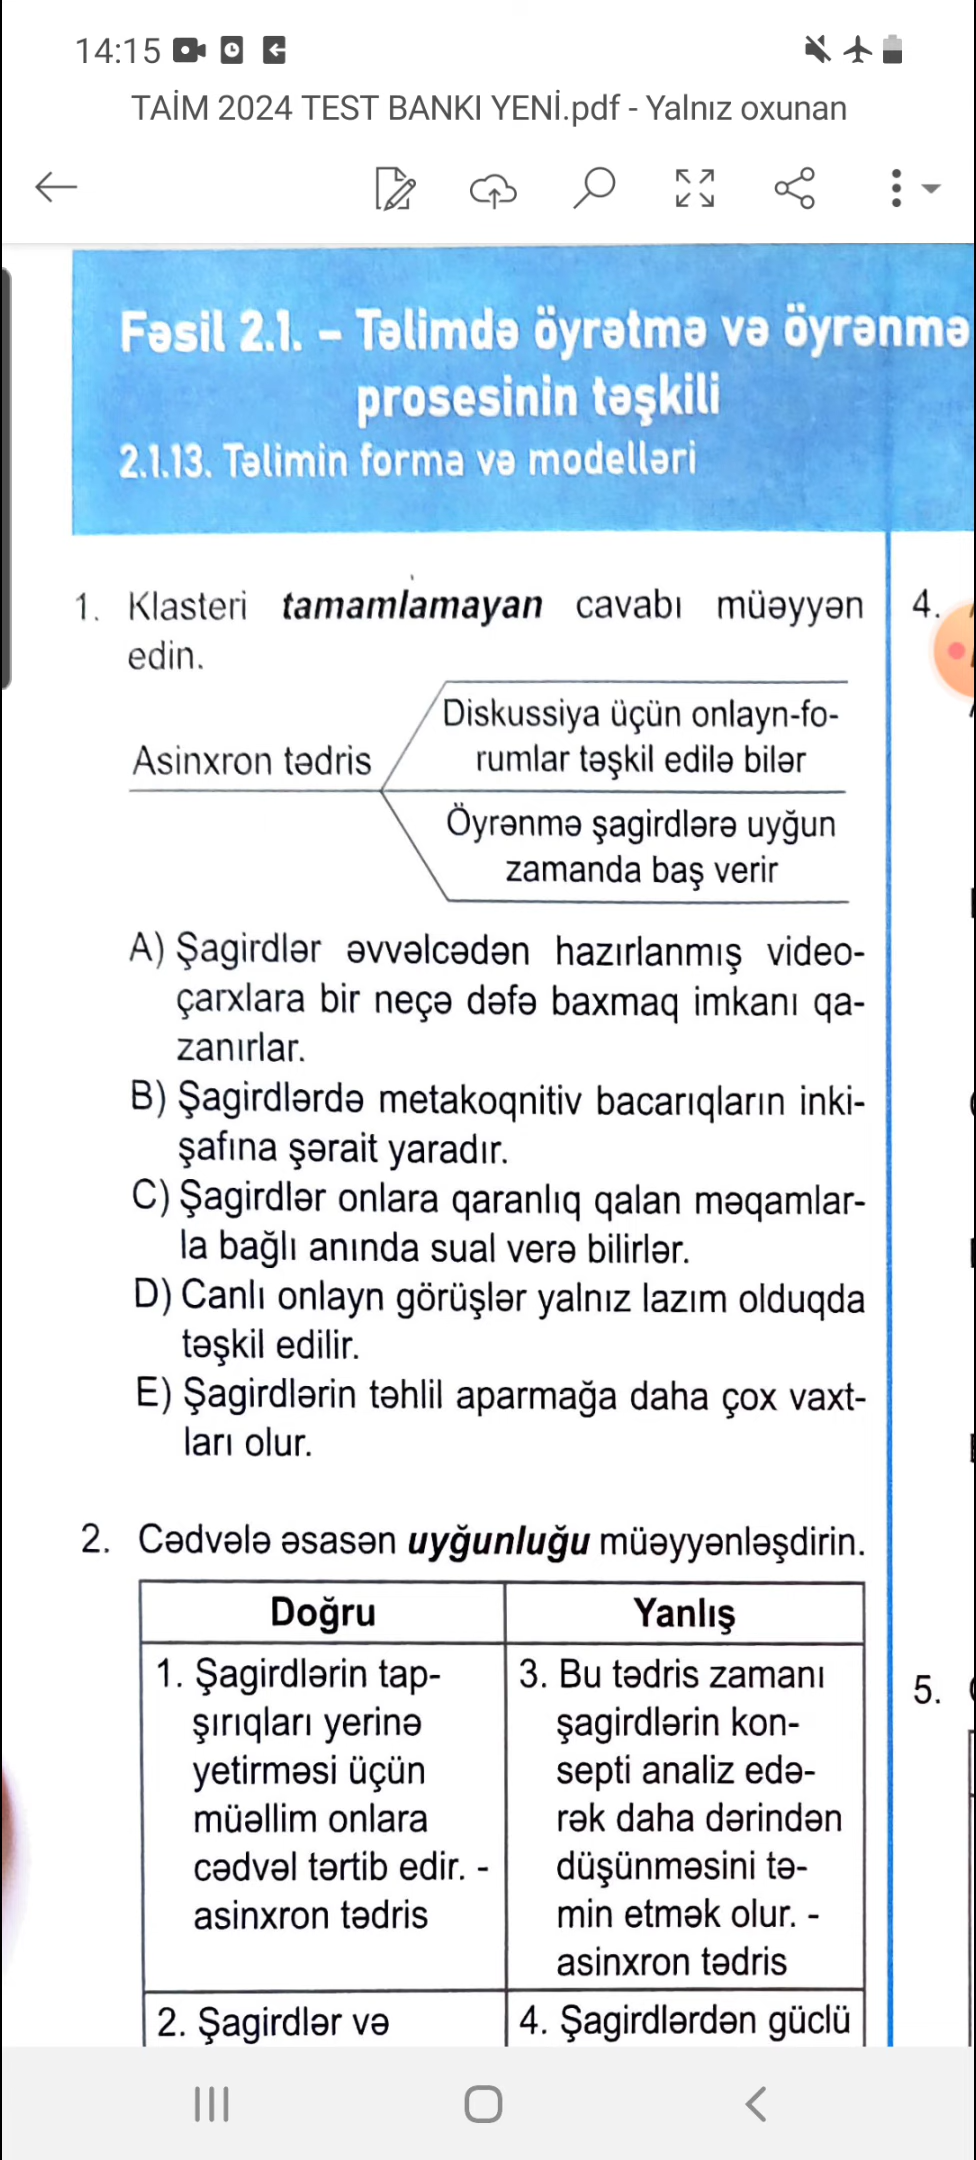 14:15
TAİM 2024 TEST BANKI YENİ.pdf - Yalnız oxunan
Fəsil 2.1. - Təlimdə öyrətmə və öyrənmə
prosesinin təşkili
2.1.13. Təlimin forma və modelləri
1. Klasteri tamamlamayan cavabı müəyyən
edin.
Asinxron tədris
Diskussiya üçün onlayn-fo-
rumlar təşkil edilə bilər
Öyrənmə şagirdlərə uyğun
zamanda baş verir
A) Şagirdlər əvvəlcədən hazırlanmış video-
çarxlara bir neçə dəfə baxmaq imkanı qa-
zanırlar.
B) Şagirdlərdə metakoqnitiv bacarıqların inki-
şafına şərait yaradır.
C) Şagirdlər onlara qaranlıq qalan məqamlar-
la bağlı anında sual verə bilirlər.
D) Canlı onlayn görüşlər yalnız lazım olduqda
təşkil edilir.
E) Şagirdlərin təhlil aparmağa daha çox vaxt-
ları olur.
2. Cədvələ əsasən uyğunluğu müəyyənləşdirin.
Doğru
1. Şagirdlərin tap-
şırıqları yerinə
yetirməsi üçün
müəllim onlara
cədvəl tərtib edir. -
asinxron tədris
2. Şagirdlər və
Yanlış
3. Bu tədris zamanı
şagirdlərin kon-
septi analiz edə-
rək daha dərindən
düşünməsini tə-
min etmək olur. -
asinxron tədris
4. Şagirdlərdən güclü
4.
5.